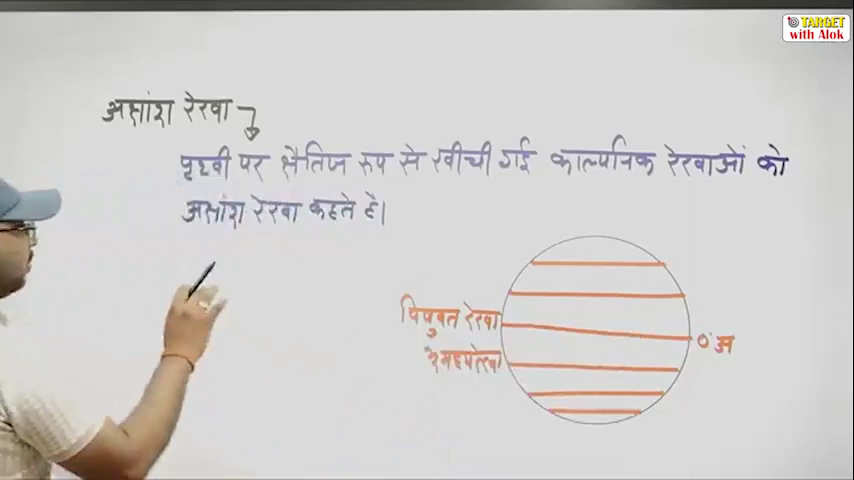 TARGET
with Alok
अक्षांश रेखा
पृथ्वी पर क्षैतिज रूप से खींची गई काल्पनिक रेखाओं को
अक्षांश रेखा कहते हैं।
विषुवत रेखा
0° अ